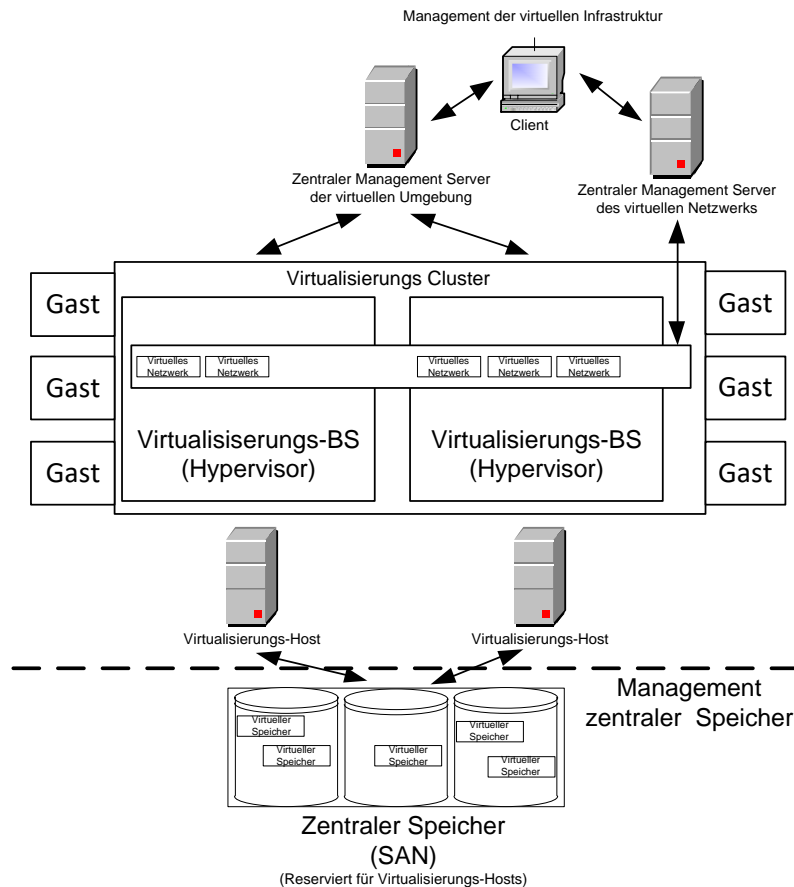 Management der virtuellen Infrastruktur
Client
Zentraler Management Server
der virtuellen Umgebung
Zentraler Management Server
des virtuellen Netzwerks
Virtualisierungs Cluster
Gast
Gast
Gast
Gast
Gast
Gast
Virtuelles
Netzwerk
Virtuelles
Netzwerk
Virtuelles
Netzwerk
Virtuelles
Netzwerk
Virtuelles
Netzwerk
Virtualisiserungs-BS
(Hypervisor)
Virtualisierungs-BS
(Hypervisor)
Virtualisierungs-Host
Virtualisierungs-Host
Management
zentraler Speicher
Virtueller
Speicher
Virtueller
Speicher
Virtueller
Speicher
Virtueller
Speicher
Virtueller
Speicher
Zentraler Speicher
(SAN)
(Reserviert für Virtualisierungs-Hosts)